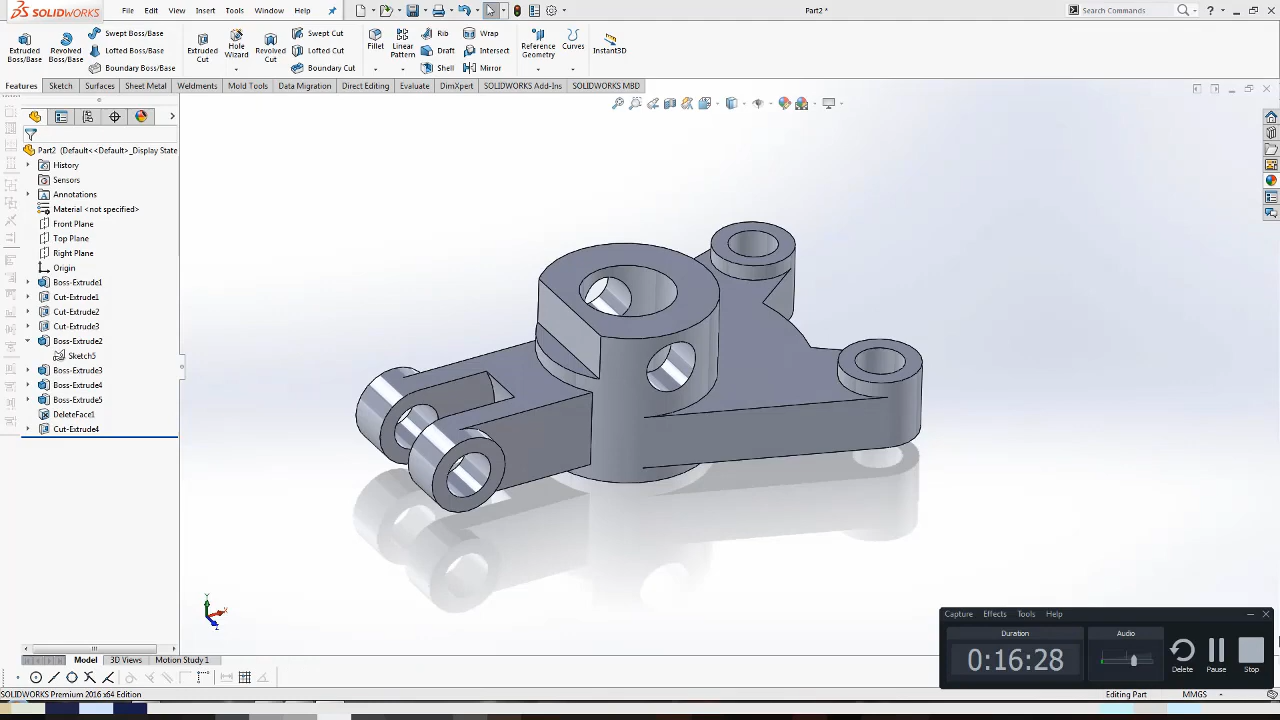 SOLIDWORKS File Edit View Insert Tools Window Help Part2 * Search Commands
Extruded Boss/Base
Revolved Boss/Base
Swept Boss/Base
Lofted Boss/Base
Boundary Boss/Base
Extruded Cut
Hole Wizard
Revolved Cut
Swept Cut
Lofted Cut
Boundary Cut
Fillet
Linear Pattern
Rib
Draft
Shell
Wrap
Intersect
Mirror
Reference Geometry
Curves
Instant3D
Features Sketch Surfaces Sheet Metal Weldments Mold Tools Data Migration Direct Editing Evaluate DimXpert SOLIDWORKS Add-Ins SOLIDWORKS MBD
Part2 (Default<<Default>_Display State
History
Sensors
Annotations
Material <not specified>
Front Plane
Top Plane
Right Plane
Origin
Boss-Extrude1
Cut-Extrude1
Cut-Extrude2
Cut-Extrude3
Boss-Extrude2
Sketch5
Boss-Extrude3
Boss-Extrude4
Boss-Extrude5
DeleteFace1
Cut-Extrude4
Y
X
Z
Capture Effects Tools Help
Duration
0:16:28
Audio
Delete Pause Stop
Model 3D Views Motion Study 1
SOLIDWORKS Premium 2016 x64 Edition Editing Part MMGS